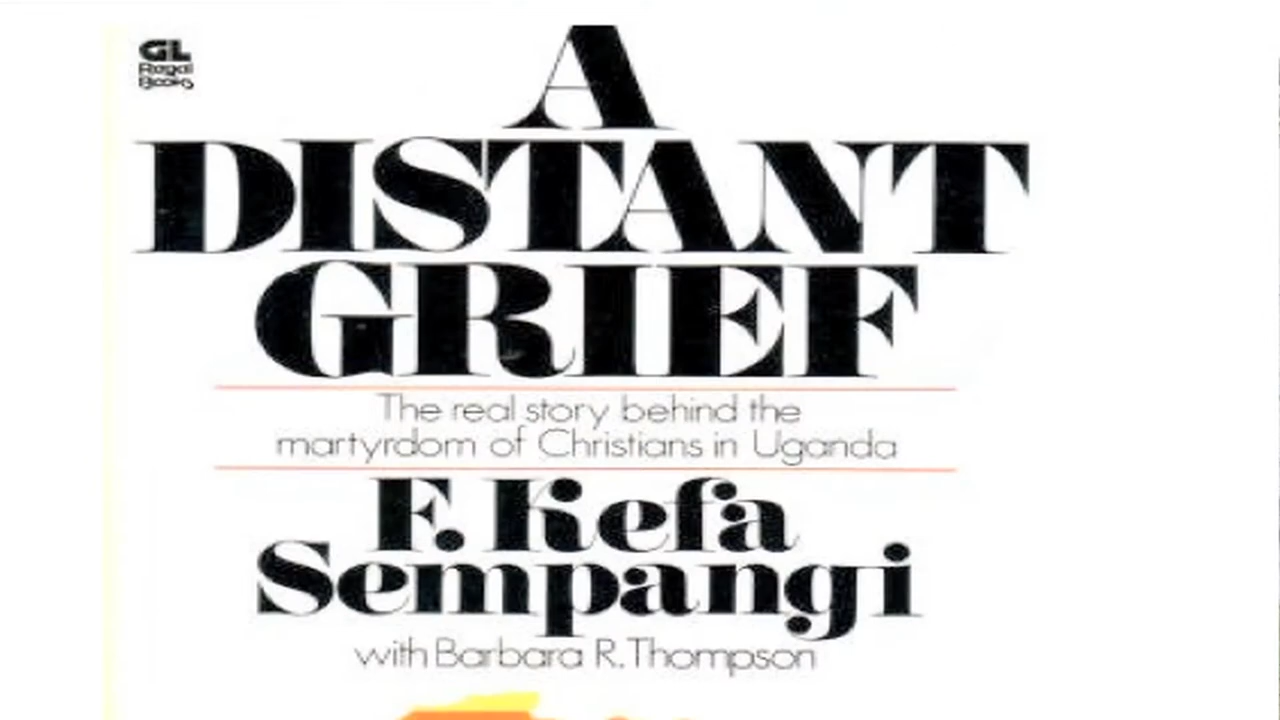 GL
Regal
Books
A
DISTANT
GRIEF
The real story behind the
martyrdom of Christians in Uganda
F. Kefa
Sempangi
with Barbara R. Thompson